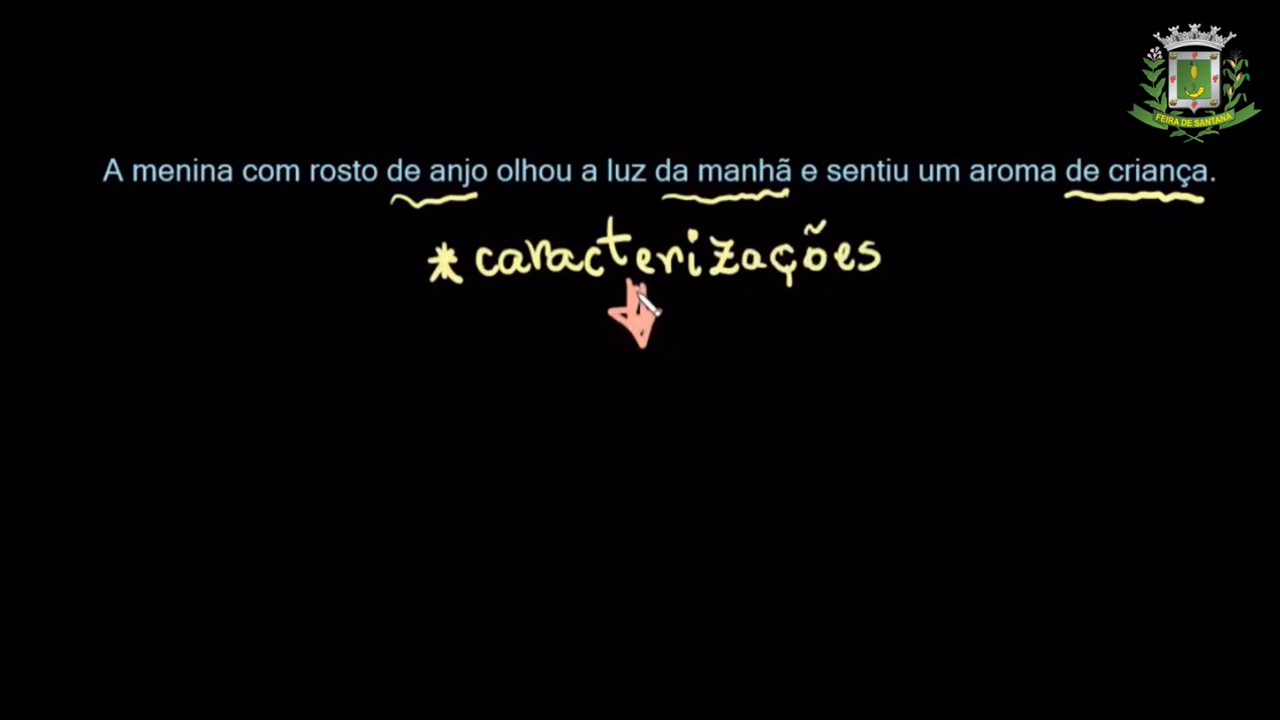 FEIRA DE SANTANA
A menina com rosto de anjo olhou a luz da manhã e sentiu um aroma de criança.
* caracterizações